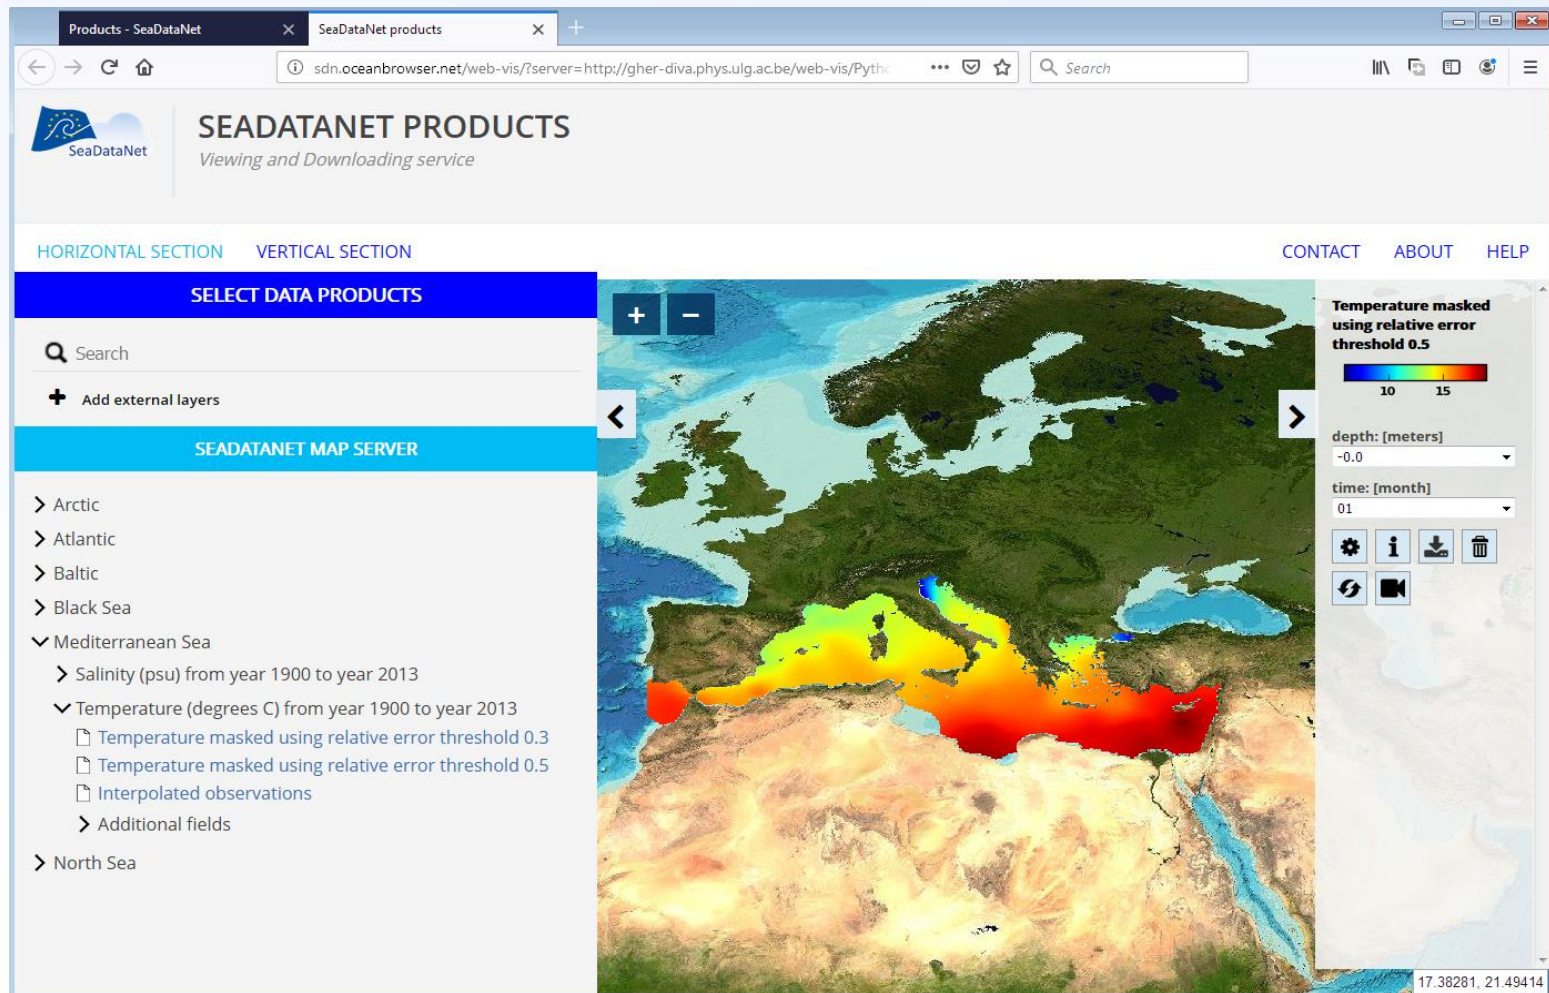 Products - SeaDataNet
SeaDataNet products
sdn.oceanbrowser.net/web-vis/?server=http://gher-diva.phys.ulg.ac.be/web-vis/Pytho
Search
SeaDataNet
SEADATANET PRODUCTS
Viewing and Downloading service
HORIZONTAL SECTION VERTICAL SECTION
CONTACT ABOUT HELP
SELECT DATA PRODUCTS
Search
Add external layers
SEADATANET MAP SERVER
Arctic
Atlantic
Baltic
Black Sea
Mediterranean Sea
Salinity (psu) from year 1900 to year 2013
Temperature (degrees C) from year 1900 to year 2013
Temperature masked using relative error threshold 0.3
Temperature masked using relative error threshold 0.5
Interpolated observations
Additional fields
North Sea
Temperature masked
using relative error
threshold 0.5
10 15
depth: [meters]
-0.0
time: [month]
01
17.38281, 21.49414